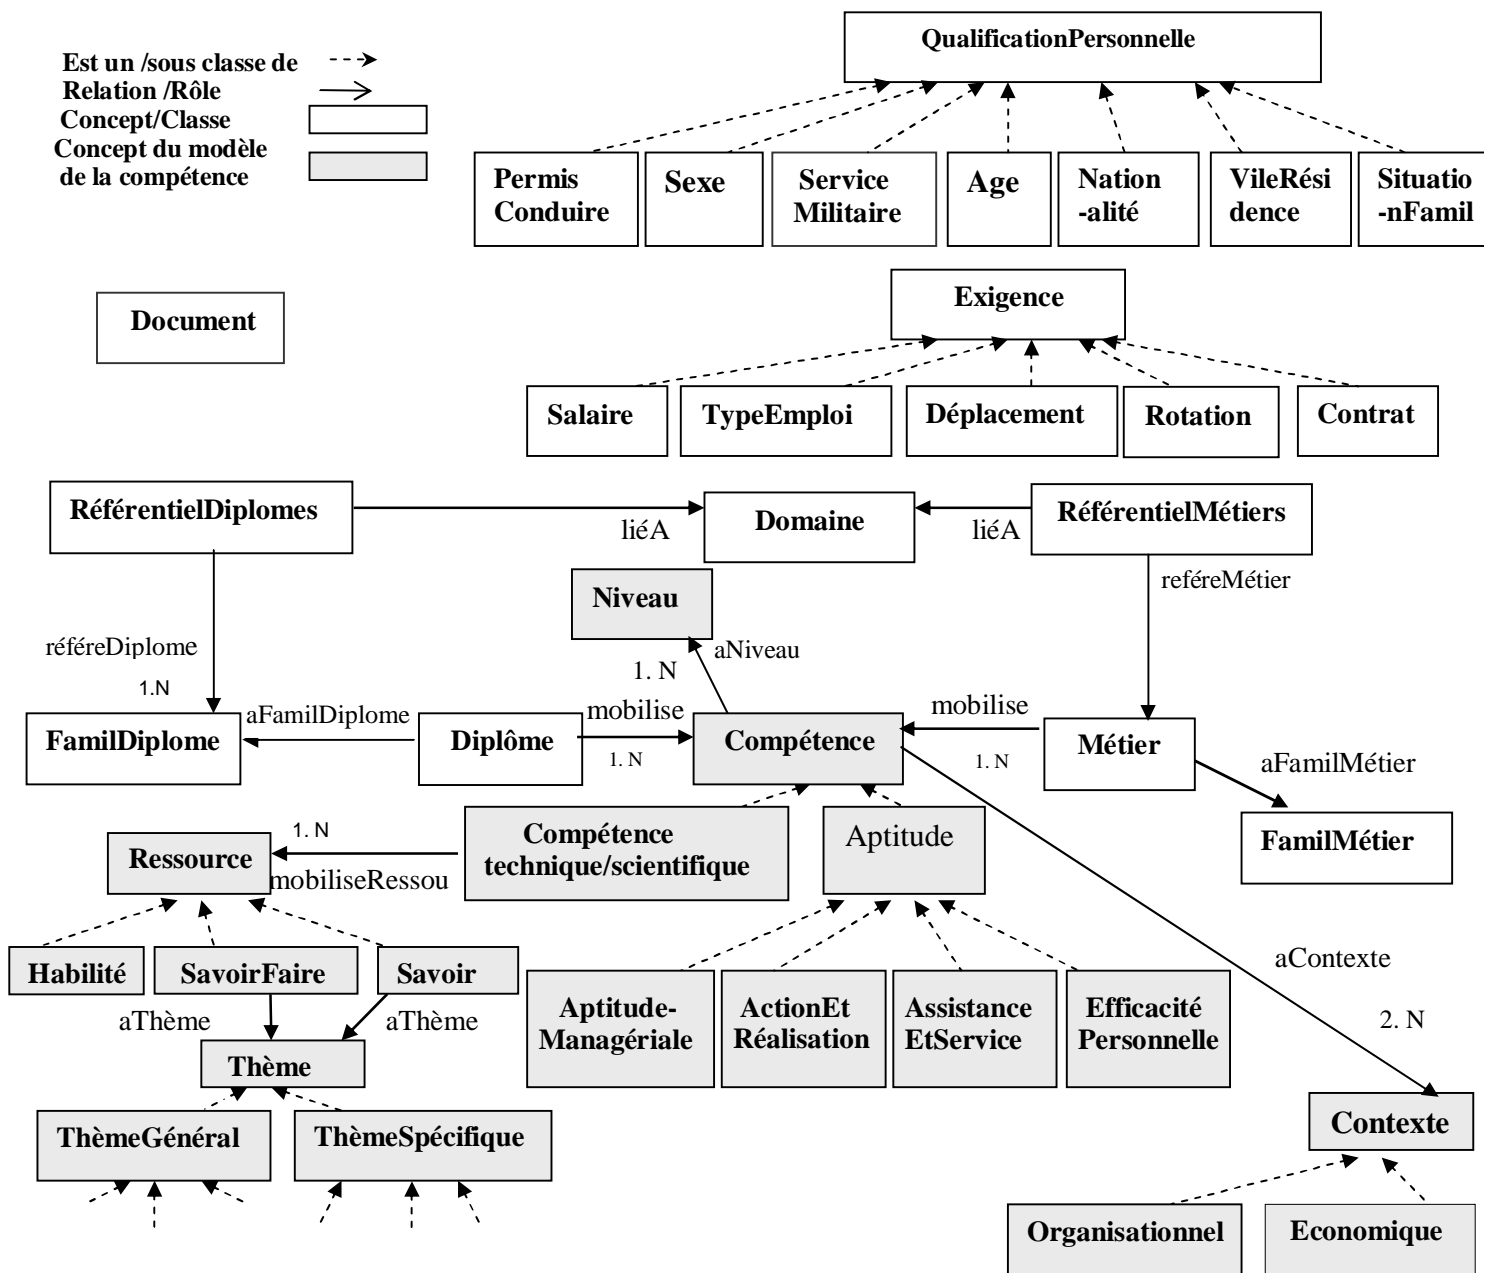 QualificationPersonnelle
Est un /sous classe de
Relation /Rôle
Concept/Classe
Concept du modèle
de la compétence
Permis
Conduire
Sexe
Service
Militaire
Age
Nation
-alité
VileRési
dence
Situatio
-nFamil
Document
Exigence
Salaire
TypeEmploi
Déplacement
Rotation
Contrat
RéférentielDiplomes
liéA
Domaine
liéA
RéférentielMétiers
Niveau
reféreMétier
référeDiplome
1.N
1. N
aNiveau
FamilDiplome
aFamilDiplome
Diplôme
mobilise
1. N
Compétence
mobilise
1. N
Métier
aFamilMétier
FamilMétier
Ressource
1. N
mobiliseRessou
Compétence
technique/scientifique
Aptitude
Habilité
SavoirFaire
Savoir
aThème
aThème
Thème
Aptitude-
Managériale
ActionEt
Réalisation
Assistance
EtService
Efficacité
Personnelle
aContexte
2. N
ThèmeGénéral
ThèmeSpécifique
Contexte
Organisationnel
Economique